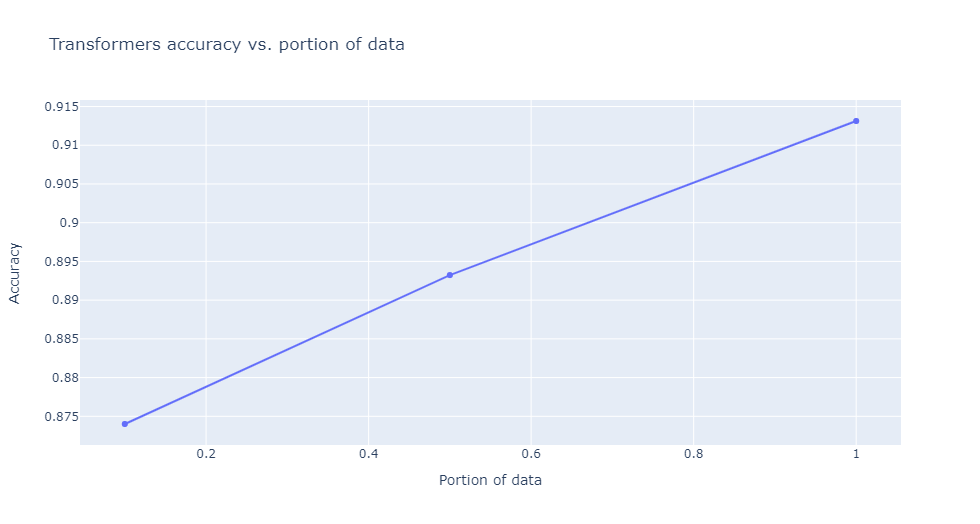 Transformers accuracy vs. portion of data
0.915
0.91
0.905
0.9
0.895
0.89
0.885
0.88
0.875
Accuracy
0.2 0.4 0.6 0.8 1
Portion of data